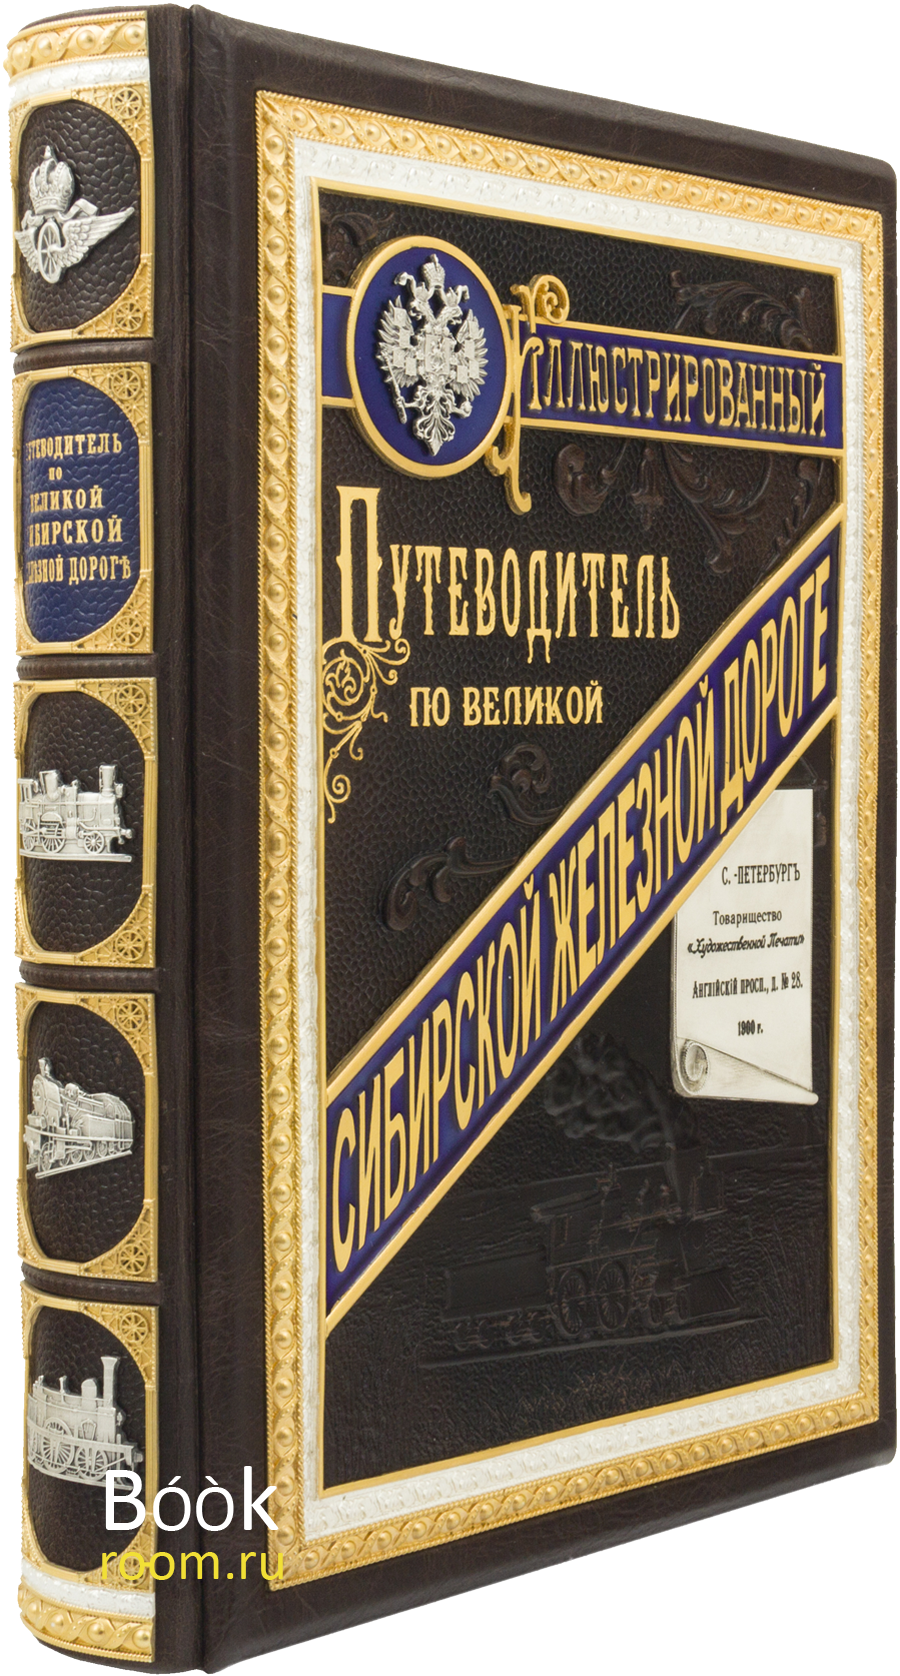 Иллюстрированный
Путеводитель
по великой
СИБИРСКОЙ ЖЕЛЕЗНОЙ ДОРОГЕ
С.-ПЕТЕРБУРГЪ
Товарищество
«Художественной Печати»
Англійскій просп., д. № 28.
1900 г.
ПУТЕВОДИТЕЛЬ
ПО
ВЕЛИКОЙ
СИБИРСКОЙ
ЖЕЛЕЗНОЙ ДОРОГѢ
Bóòk
room.ru